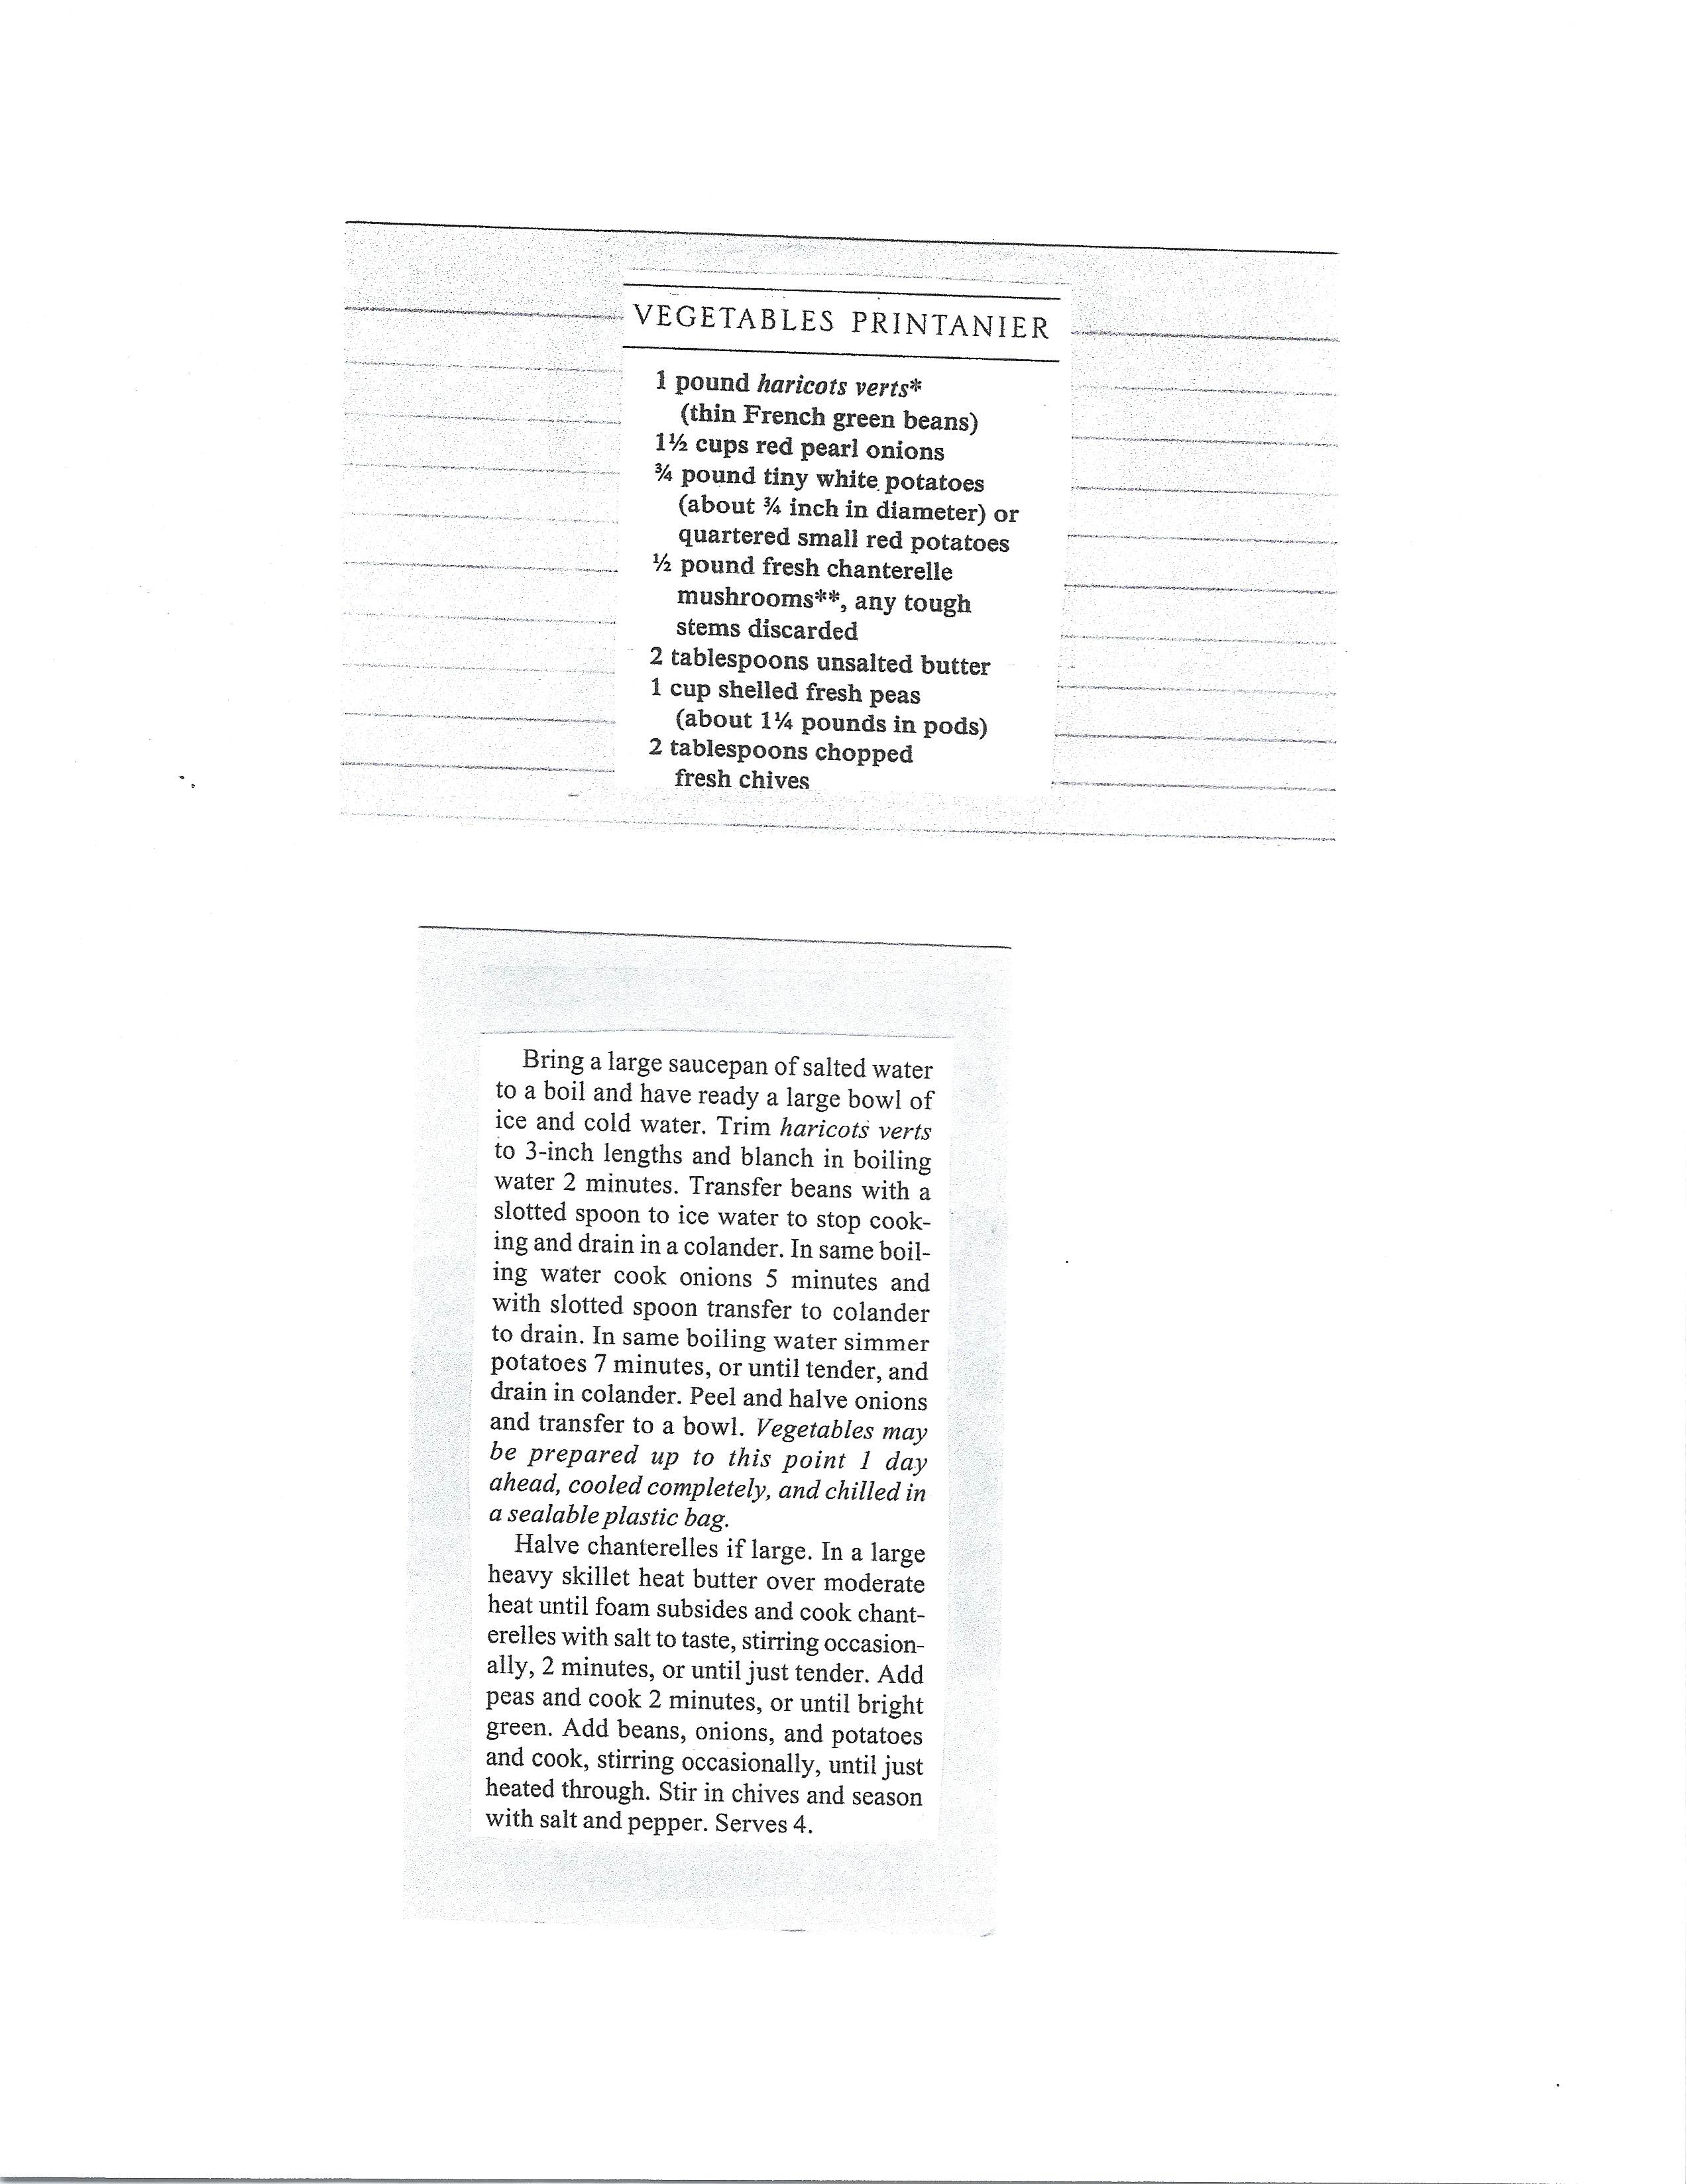 VEGETABLES PRINTANIER
1 pound haricots verts*
(thin French green beans)
1½ cups red pearl onions
¾ pound tiny white potatoes
(about ¾ inch in diameter) or
quartered small red potatoes
½ pound fresh chanterelle
mushrooms**, any tough
stems discarded
2 tablespoons unsalted butter
1 cup shelled fresh peas
(about 1¼ pounds in pods)
2 tablespoons chopped
fresh chives
Bring a large saucepan of salted water
to a boil and have ready a large bowl of
ice and cold water. Trim haricots verts
to 3-inch lengths and blanch in boiling
water 2 minutes. Transfer beans with a
slotted spoon to ice water to stop cook-
ing and drain in a colander. In same boil-
ing water cook onions 5 minutes and
with slotted spoon transfer to colander
to drain. In same boiling water simmer
potatoes 7 minutes, or until tender, and
drain in colander. Peel and halve onions
and transfer to a bowl. Vegetables may
be prepared up to this point 1 day
ahead, cooled completely, and chilled in
a sealable plastic bag.
Halve chanterelles if large. In a large
heavy skillet heat butter over moderate
heat until foam subsides and cook chant-
erelles with salt to taste, stirring occasion-
ally, 2 minutes, or until just tender. Add
peas and cook 2 minutes, or until bright
green. Add beans, onions, and potatoes
and cook, stirring occasionally, until just
heated through. Stir in chives and season
with salt and pepper. Serves 4.